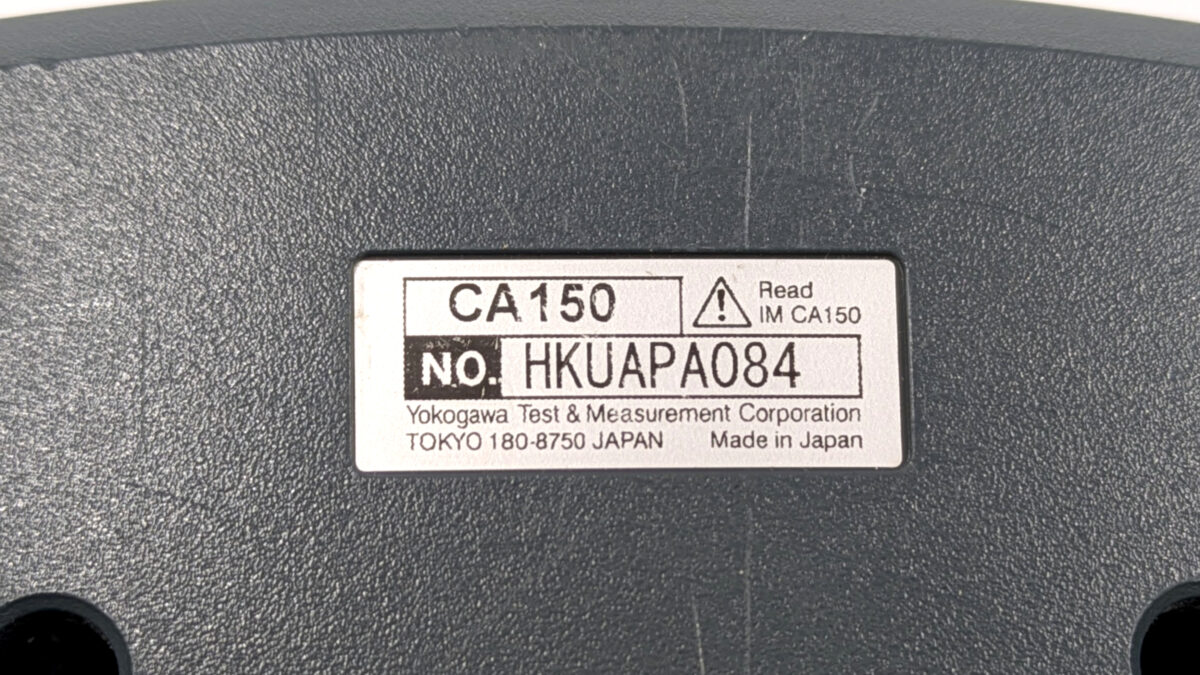 CA150
Read
IM CA150
NO. HKUAPA084
Yokogawa Test & Measurement Corporation
TOKYO 180-8750 JAPAN Made in Japan